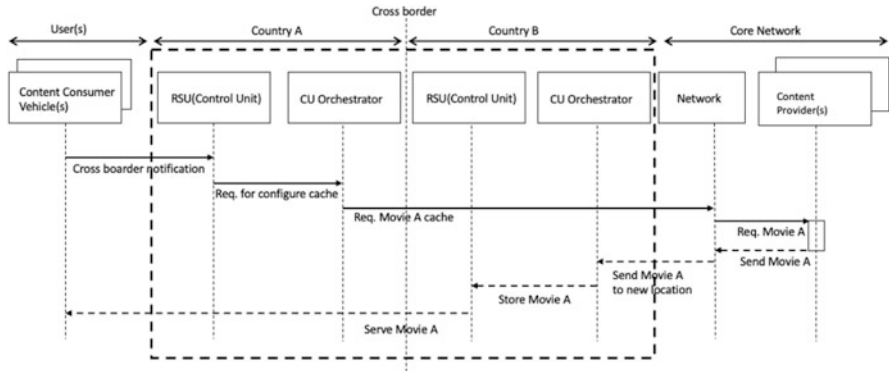 Cross border
User(s)
Country A
Country B
Core Network
Content Consumer
Vehicle(s)
RSU(Control Unit)
CU Orchestrator
RSU(Control Unit)
CU Orchestrator
Network
Content
Provider(s)
Cross boarder notification
Req. for configure cache
Req. Movie A cache
Req. Movie A
Send Movie A
Send Movie A
to new location
Store Movie A
Serve Movie A